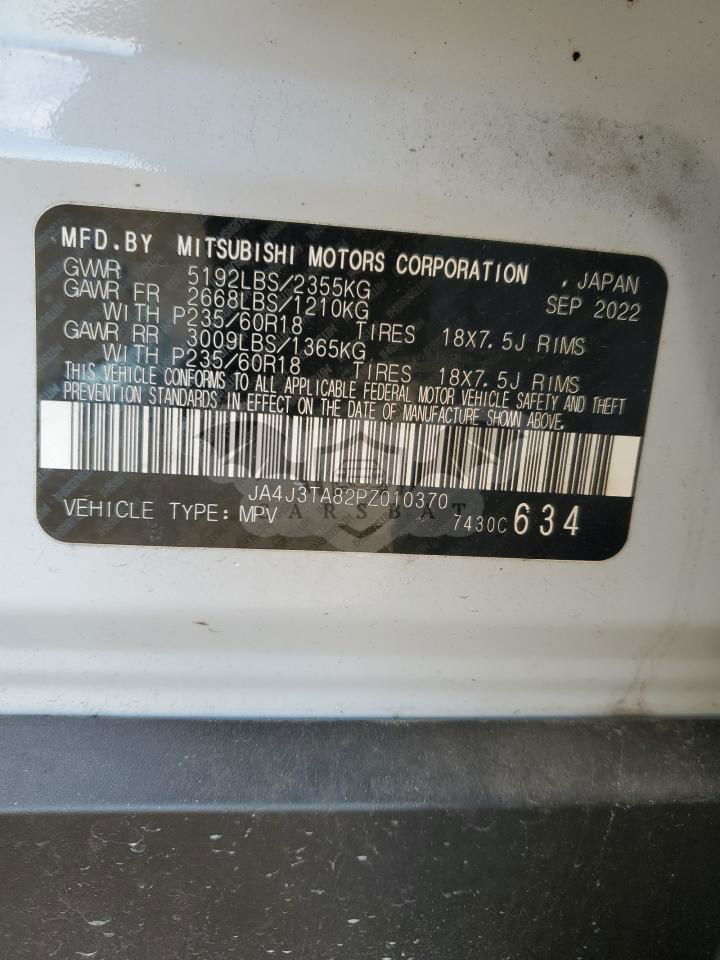 MFD.BY MITSUBISHI MOTORS CORPORATION , JAPAN
GVWR 5192LBS/2355KG SEP 2022
GAWR FR 2668LBS/1210KG
WITH P235/60R18 TIRES 18X7.5J RIMS
GAWR RR 3009LBS/1365KG
WITH P235/60R18 TIRES 18X7.5J RIMS
THIS VEHICLE CONFORMS TO ALL APPLICABLE FEDERAL MOTOR VEHICLE SAFETY AND THEFT
PREVENTION STANDARDS IN EFFECT ON THE DATE OF MANUFACTURE SHOWN ABOVE.
JA4J3TA82PZ010370
VEHICLE TYPE: MPV 7430C 634
CARSBAT